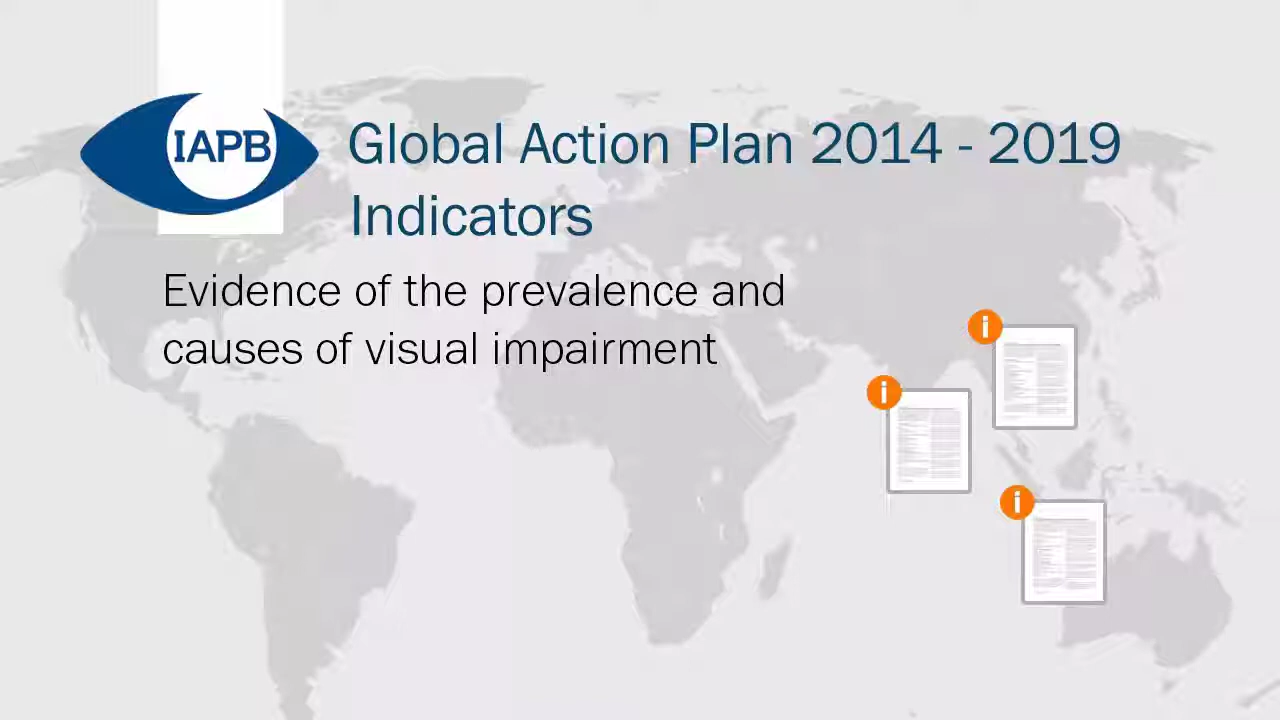 IAPB
Global Action Plan 2014 - 2019
Indicators
Evidence of the prevalence and
causes of visual impairment
i
i
i